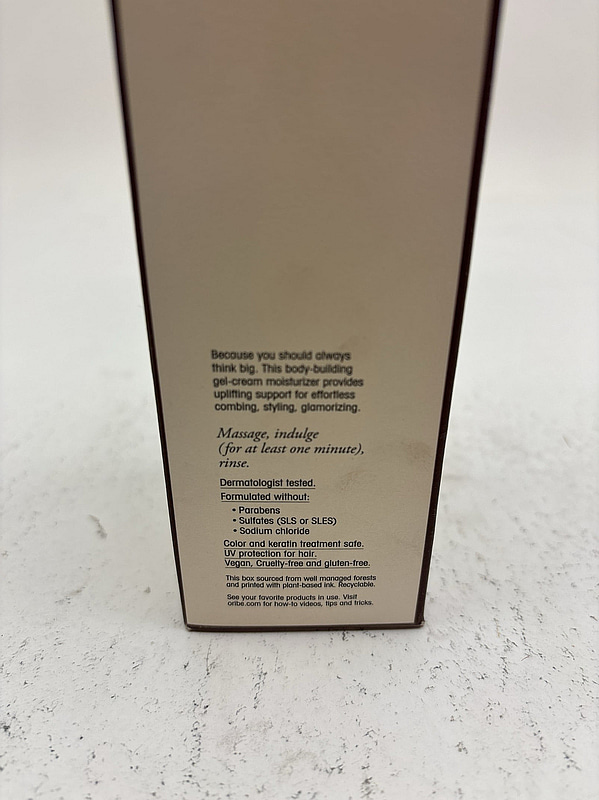 Because you should always
think big. This body-building
gel-cream moisturizer provides
uplifting support for effortless
combing, styling, glamorizing.
Massage, indulge
(for at least one minute),
rinse.
Dermatologist tested.
Formulated without:
• Parabens
• Sulfates (SLS or SLES)
• Sodium chloride
Color and keratin treatment safe.
UV protection for hair.
Vegan, Cruelty-free and gluten-free.
This box sourced from well managed forests
and printed with plant-based ink. Recyclable.
See your favorite products in use. Visit
oribe.com for how-to videos, tips and tricks.